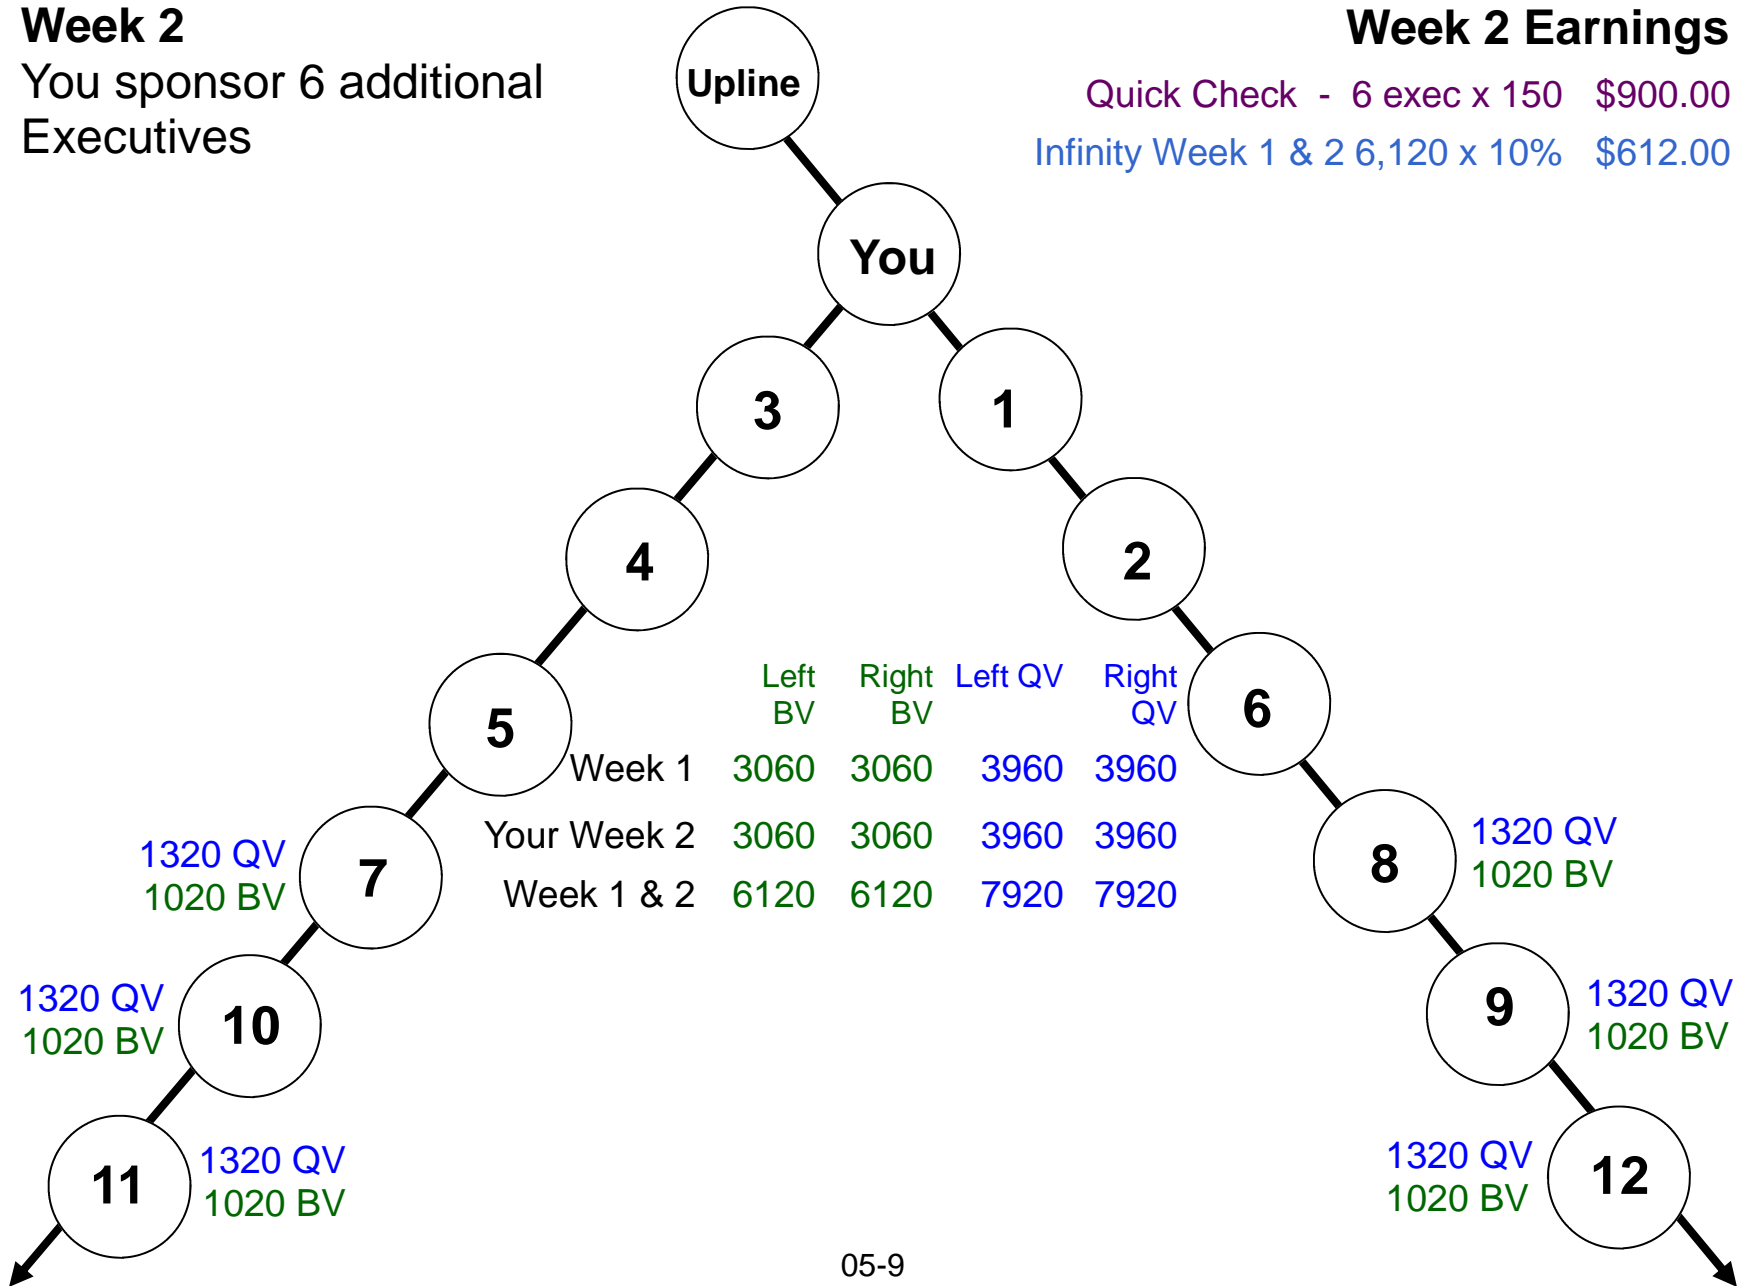 Week 2
You sponsor 6 additional
Executives
Week 2 Earnings
Quick Check - 6 exec x 150 $900.00
Infinity Week 1 & 2 6,120 x 10% $612.00
Upline
You
3
1
4
2
5
6
Left BV Right BV Left QV Right QV
Week 1 3060 3060 3960 3960
Your Week 2 3060 3060 3960 3960
Week 1 & 2 6120 6120 7920 7920
1320 QV
1020 BV
7
8
1320 QV
1020 BV
1320 QV
1020 BV
10
9
1320 QV
1020 BV
11
1320 QV
1020 BV
1320 QV
1020 BV
12
05-9